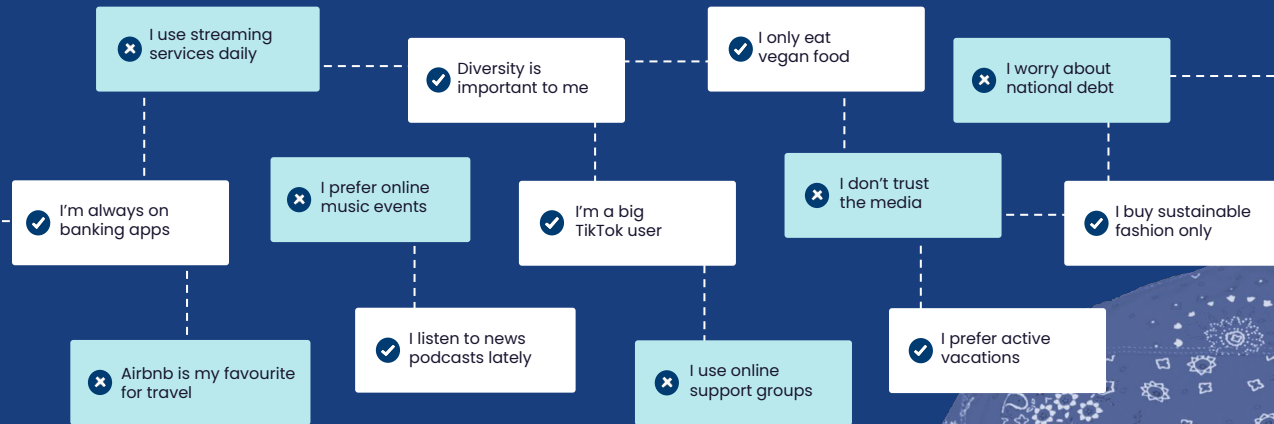 I use streaming
services daily
Diversity is
important to me
I only eat
vegan food
I worry about
national debt
I'm always on
banking apps
I prefer online
music events
I'm a big
TikTok user
I don't trust
the media
I buy sustainable
fashion only
Airbnb is my favourite
for travel
I listen to news
podcasts lately
I use online
support groups
I prefer active
vacations